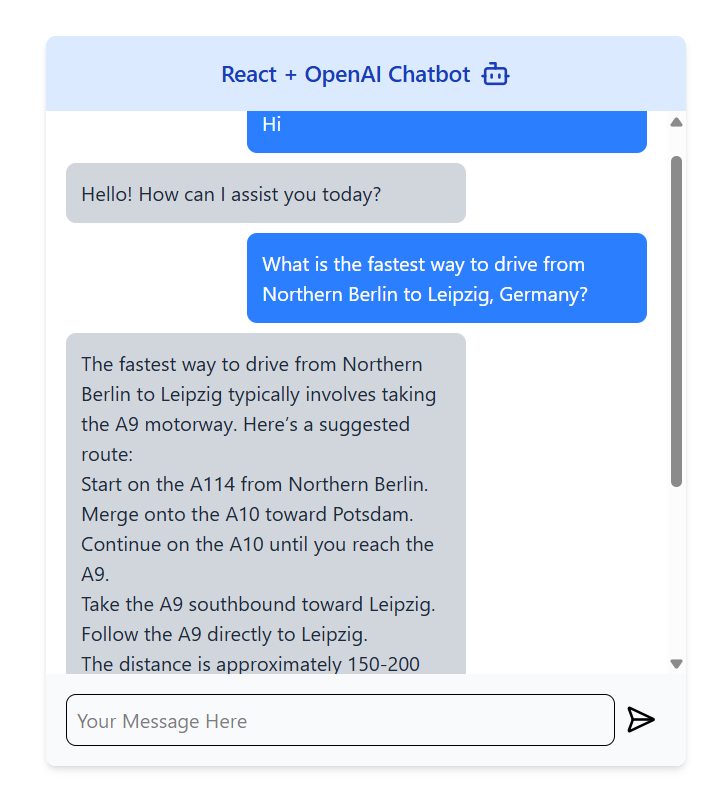 React + OpenAI Chatbot
Hi
Hello! How can I assist you today?
What is the fastest way to drive from
Northern Berlin to Leipzig, Germany?
The fastest way to drive from Northern
Berlin to Leipzig typically involves taking
the A9 motorway. Here’s a suggested
route:
Start on the A114 from Northern Berlin.
Merge onto the A10 toward Potsdam.
Continue on the A10 until you reach the
A9.
Take the A9 southbound toward Leipzig.
Follow the A9 directly to Leipzig.
The distance is approximately 150-200
Your Message Here